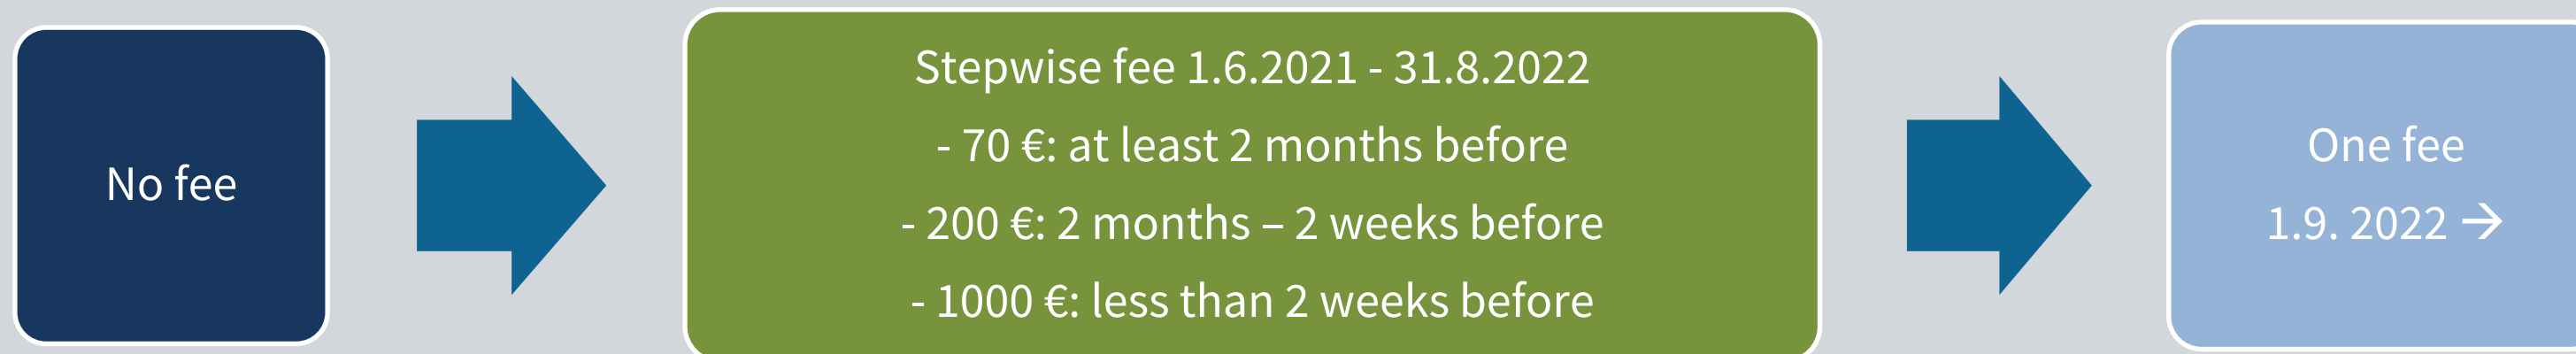 No fee
Stepwise fee 1.6.2021 - 31.8.2022
- 70 €: at least 2 months before
- 200 €: 2 months – 2 weeks before
- 1000 €: less than 2 weeks before
One fee
1.9. 2022 →